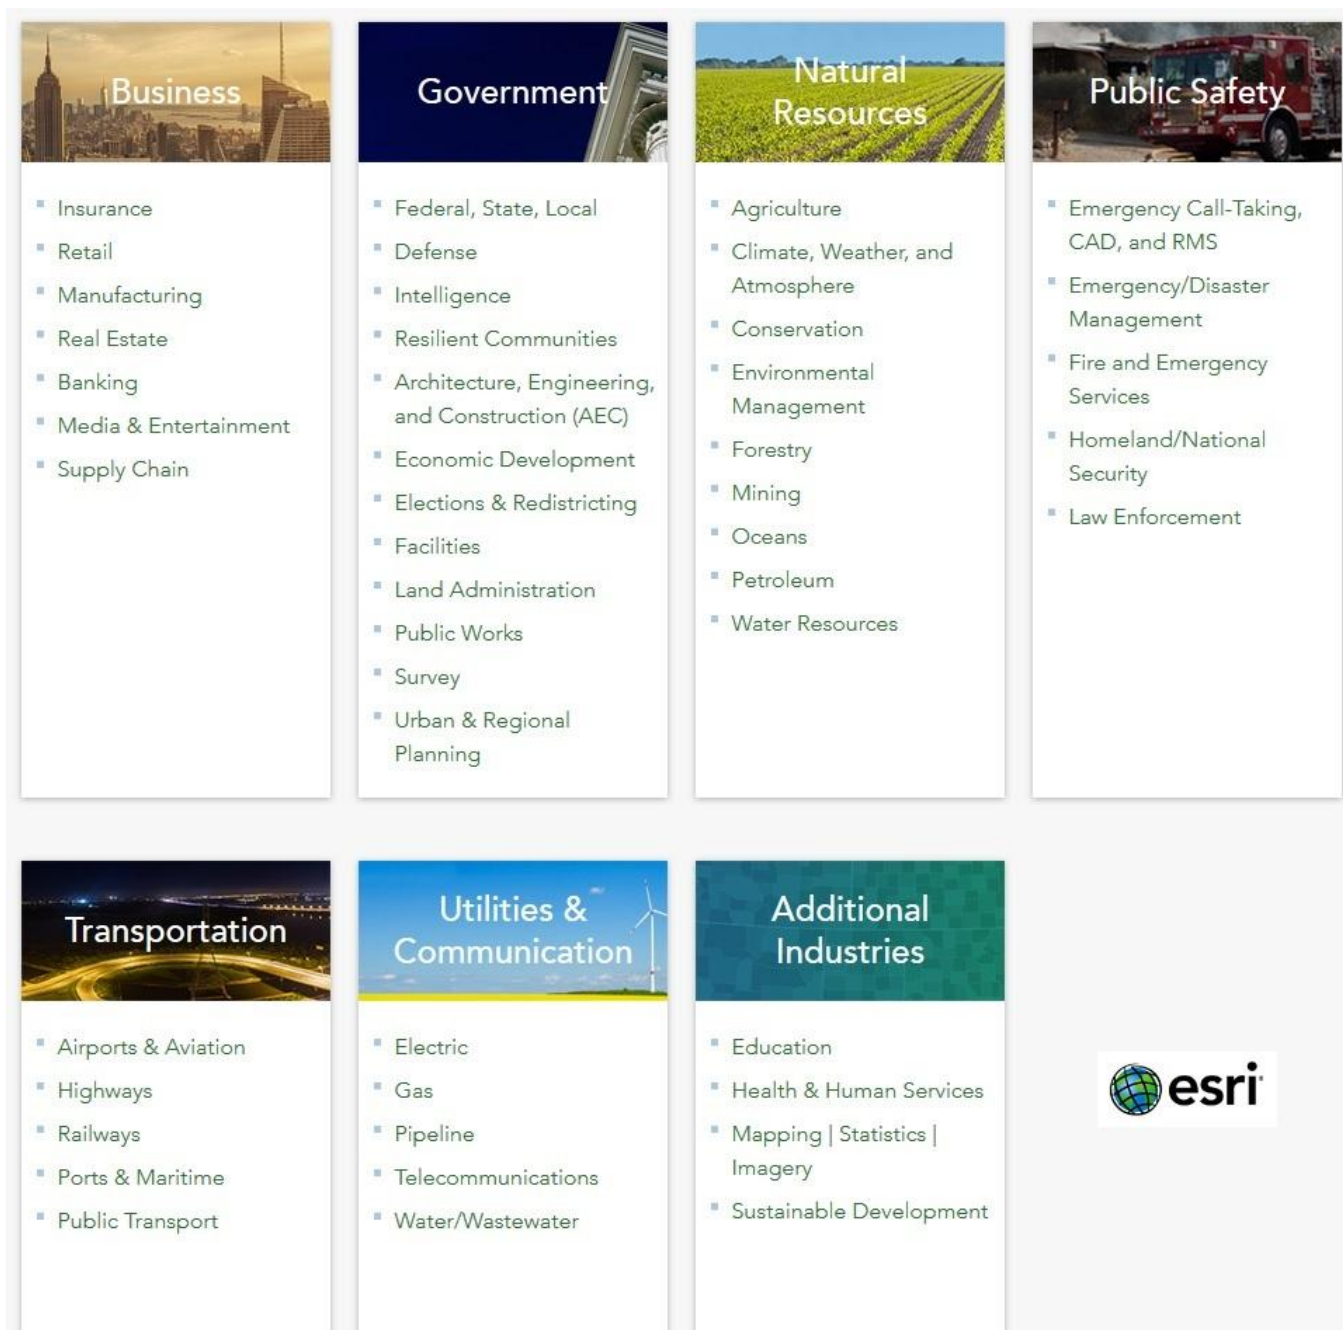 Business
Insurance
Retail
Manufacturing
Real Estate
Banking
Media & Entertainment
Supply Chain
Government
Federal, State, Local
Defense
Intelligence
Resilient Communities
Architecture, Engineering,
and Construction (AEC)
Economic Development
Elections & Redistricting
Facilities
Land Administration
Public Works
Survey
Urban & Regional
Planning
Natural
Resources
Agriculture
Climate, Weather, and
Atmosphere
Conservation
Environmental
Management
Forestry
Mining
Oceans
Petroleum
Water Resources
Public Safety
Emergency Call-Taking,
CAD, and RMS
Emergency/Disaster
Management
Fire and Emergency
Services
Homeland/National
Security
Law Enforcement
Transportation
Airports & Aviation
Highways
Railways
Ports & Maritime
Public Transport
Utilities &
Communication
Electric
Gas
Pipeline
Telecommunications
Water/Wastewater
Additional
Industries
Education
Health & Human Services
Mapping | Statistics |
Imagery
Sustainable Development
esri